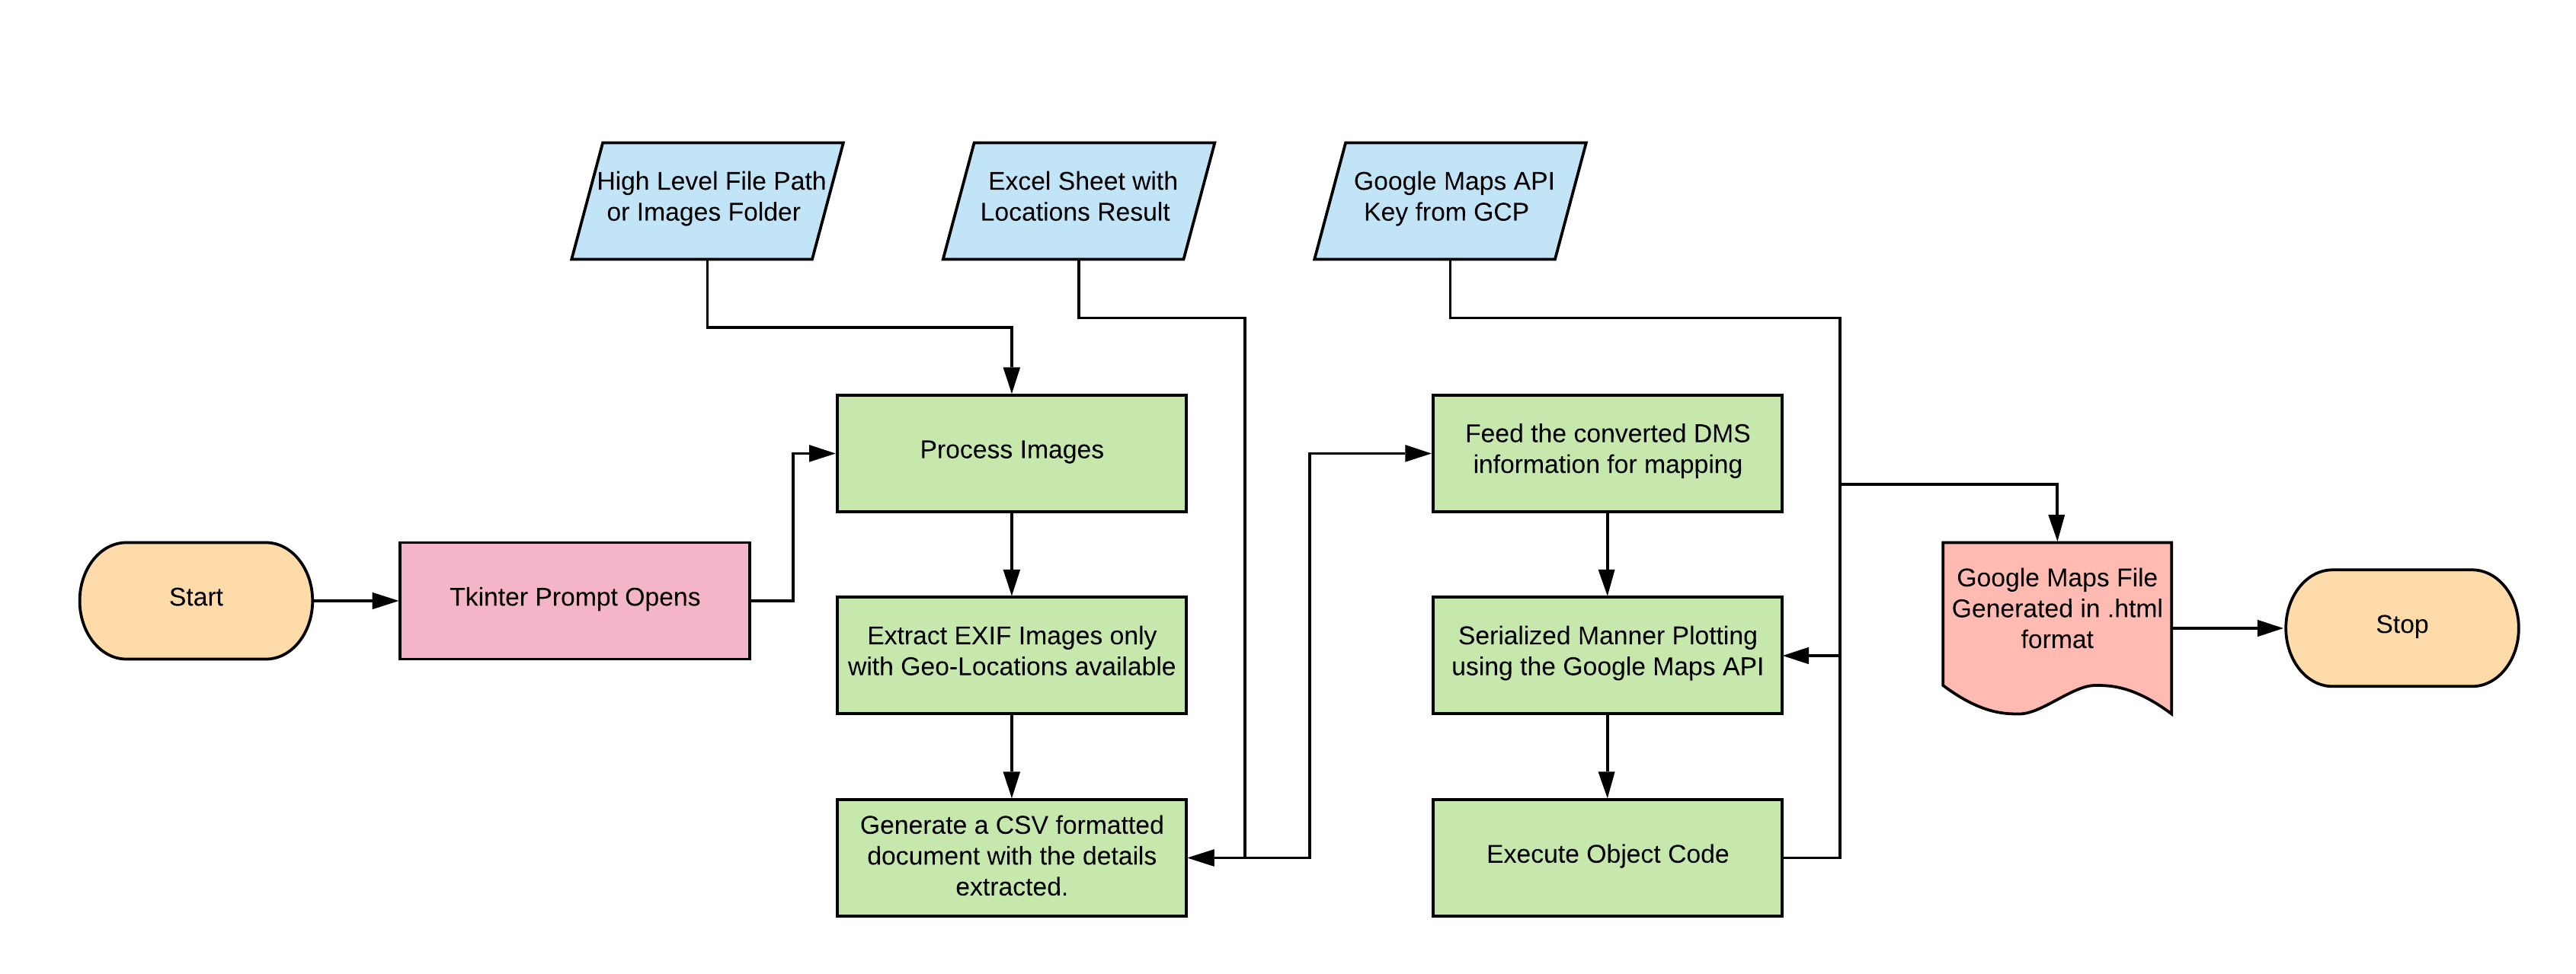 High Level File Path
or Images Folder
Excel Sheet with
Locations Result
Google Maps API
Key from GCP
Start
Tkinter Prompt Opens
Process Images
Extract EXIF Images only
with Geo-Locations available
Generate a CSV formatted
document with the details
extracted.
Feed the converted DMS
information for mapping
Serialized Manner Plotting
using the Google Maps API
Execute Object Code
Google Maps File
Generated in .html
format
Stop